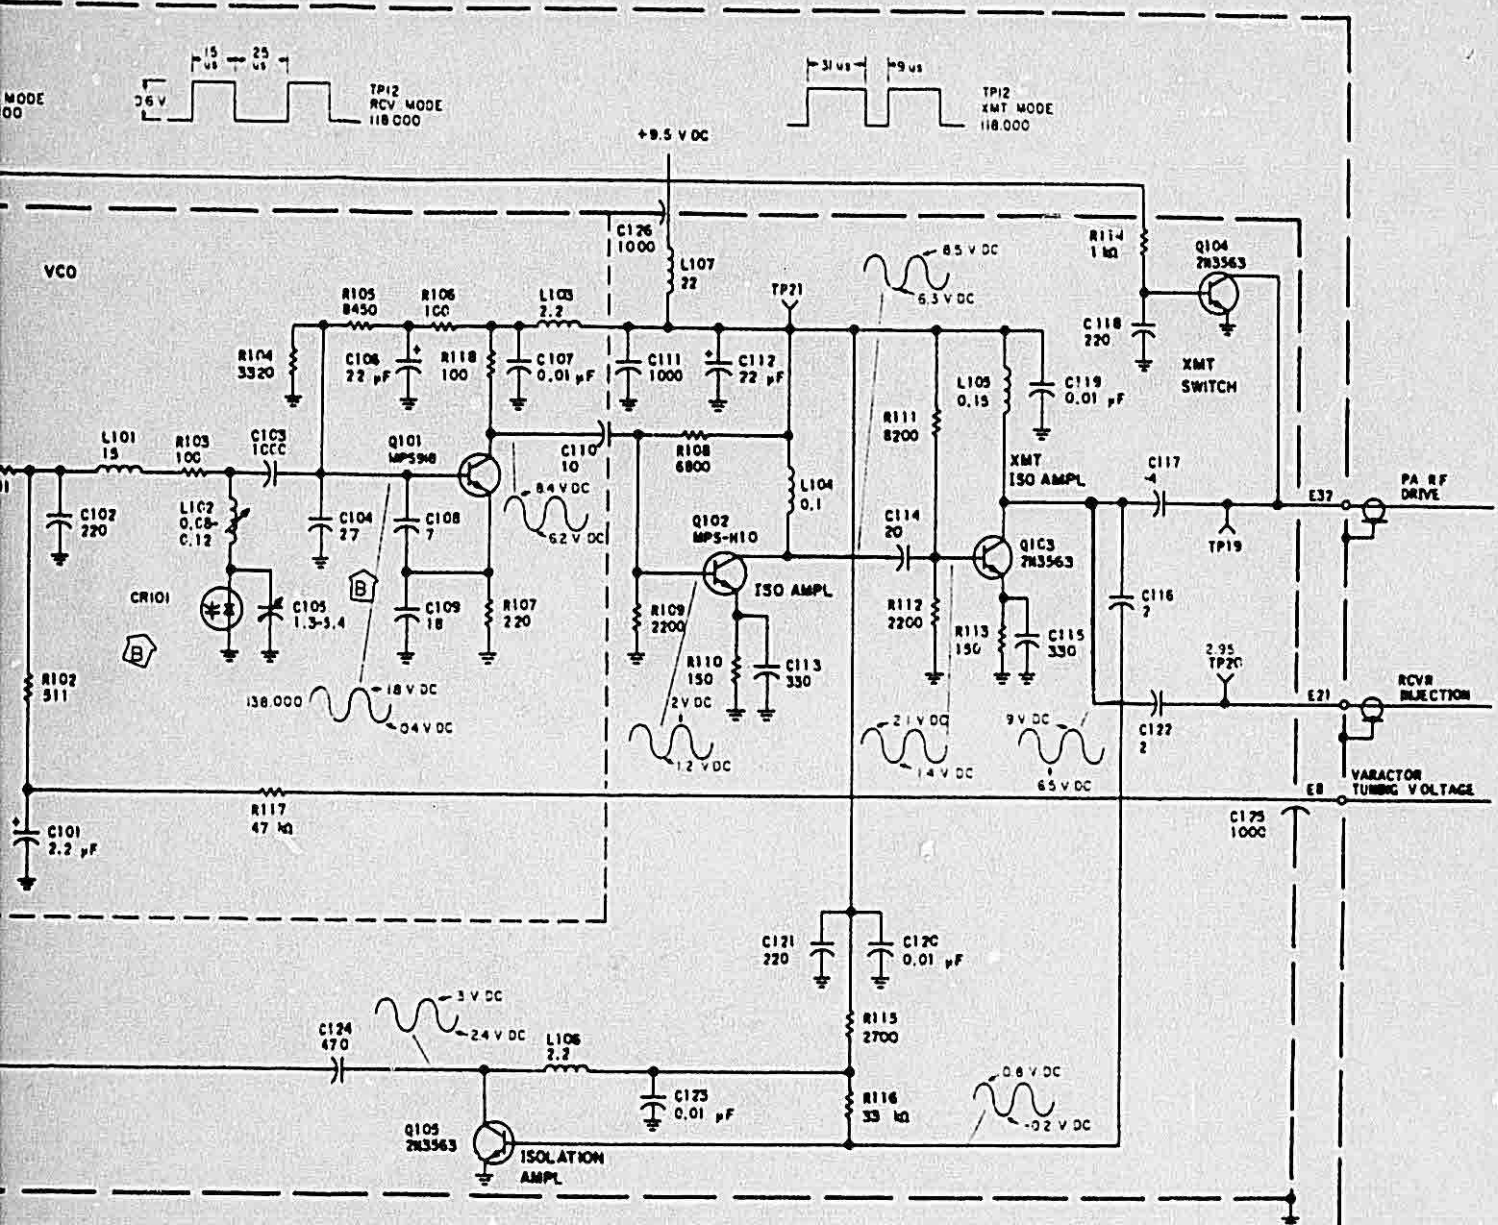 MODE
00
15 25
us us
TP12
RCV MODE
118.000
31 us
9 us
TP12
XMT MODE
118.000
+9.5 V DC
VCO
C126
1000
L107
22
TP21
8.5 V DC
6.3 V DC
R114
1 kΩ
Q104
2N3563
C118
220
XMT
SWITCH
R104
3320
R105
8450
R106
100
L103
2.2
C106
22 µF
R118
100
C107
0.01 µF
C111
1000
C112
22 µF
L105
0.15
C119
0.01 µF
R111
8200
L101
15
R103
100
C103
1000
Q101
MPS918
C110
10
R108
6800
XMT
ISO AMPL
C117
PA RF
DRIVE
E32
TP19
C102
220
L102
0.08-
0.12
C104
27
C108
7
8.4 V DC
6.2 V DC
Q102
MPS-H10
L104
0.1
C114
20
Q103
2N3563
ISO AMPL
CR101
C105
1.3-5.4
B
B
C109
18
R107
220
R109
2200
R110
150
C113
330
R112
2200
R113
150
C115
330
C116
2
2.95
TP20
RCVR
INJECTION
E21
R102
511
138.000
1.8 V DC
0.4 V DC
2 V DC
1.2 V DC
2.1 V DC
1.4 V DC
9 V DC
6.5 V DC
C122
2
R117
47 kΩ
E8
VARACTOR
TUNING VOLTAGE
C125
1000
C101
2.2 µF
C121
220
C120
0.01 µF
R115
2700
C124
470
3 V DC
2.4 V DC
L106
2.2
C123
0.01 µF
R116
33 kΩ
0.8 V DC
-0.2 V DC
Q105
2N3563
ISOLATION
AMPL